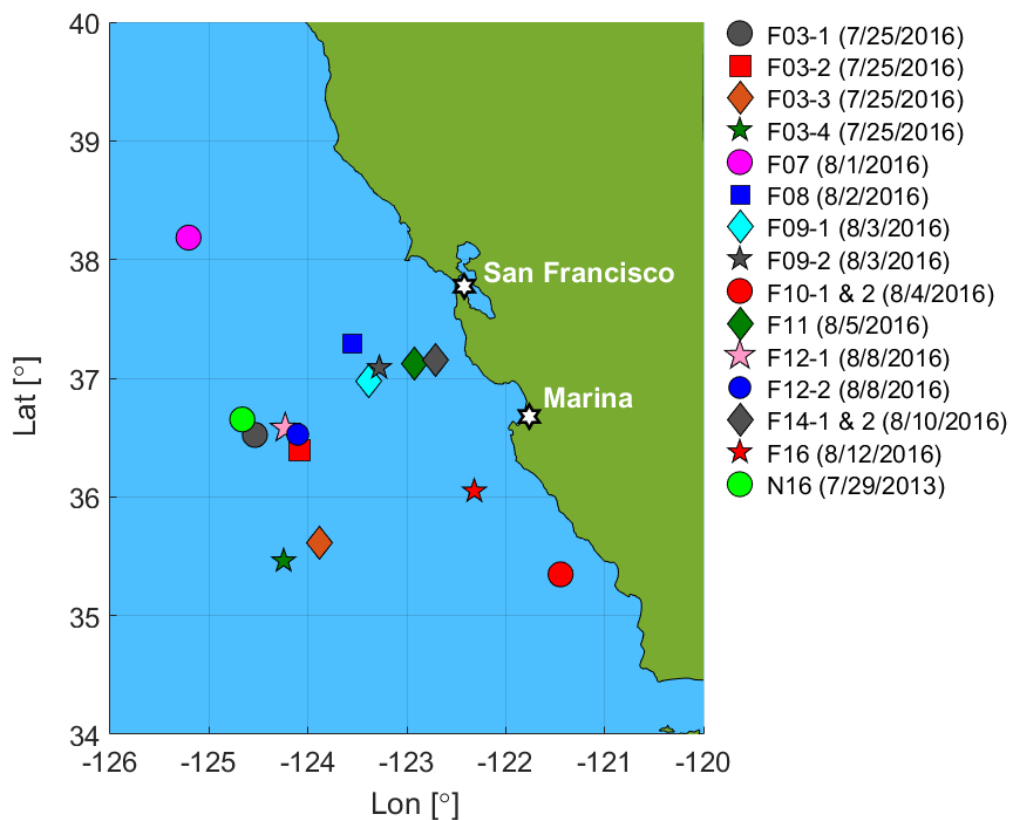 40
39
38
37
36
35
34
-126
-125
-124
-123
-122
-121
-120
Lat [°]
Lon [°]
San Francisco
Marina
F03-1 (7/25/2016)
F03-2 (7/25/2016)
F03-3 (7/25/2016)
F03-4 (7/25/2016)
F07 (8/1/2016)
F08 (8/2/2016)
F09-1 (8/3/2016)
F09-2 (8/3/2016)
F10-1 & 2 (8/4/2016)
F11 (8/5/2016)
F12-1 (8/8/2016)
F12-2 (8/8/2016)
F14-1 & 2 (8/10/2016)
F16 (8/12/2016)
N16 (7/29/2013)